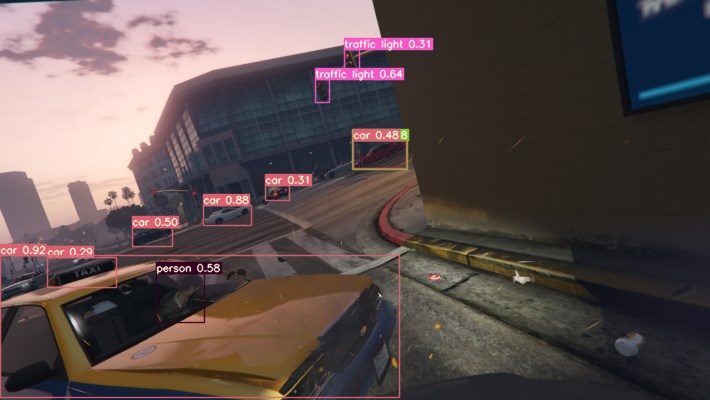 traffic light 0.31
traffic light 0.64
car 0.48
8
car 0.31
car 0.88
car 0.50
car 0.92
car 0.29
person 0.58
TAXI